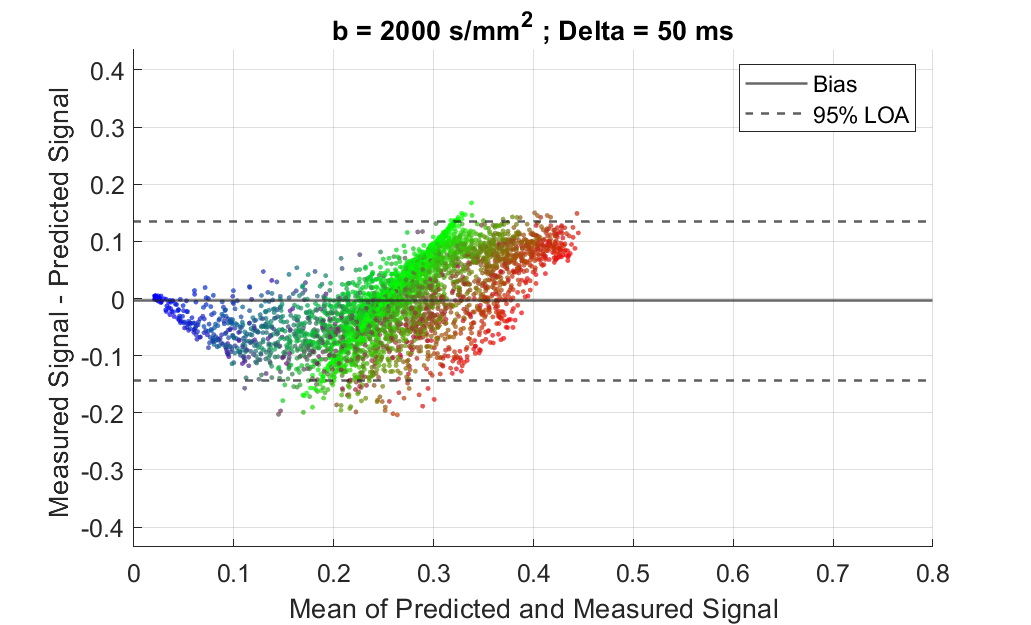 b = 2000 s/mm² ; Delta = 50 ms
Bias
95% LOA
Measured Signal - Predicted Signal
0.4
0.3
0.2
0.1
0
-0.1
-0.2
-0.3
-0.4
0 0.1 0.2 0.3 0.4 0.5 0.6 0.7 0.8
Mean of Predicted and Measured Signal